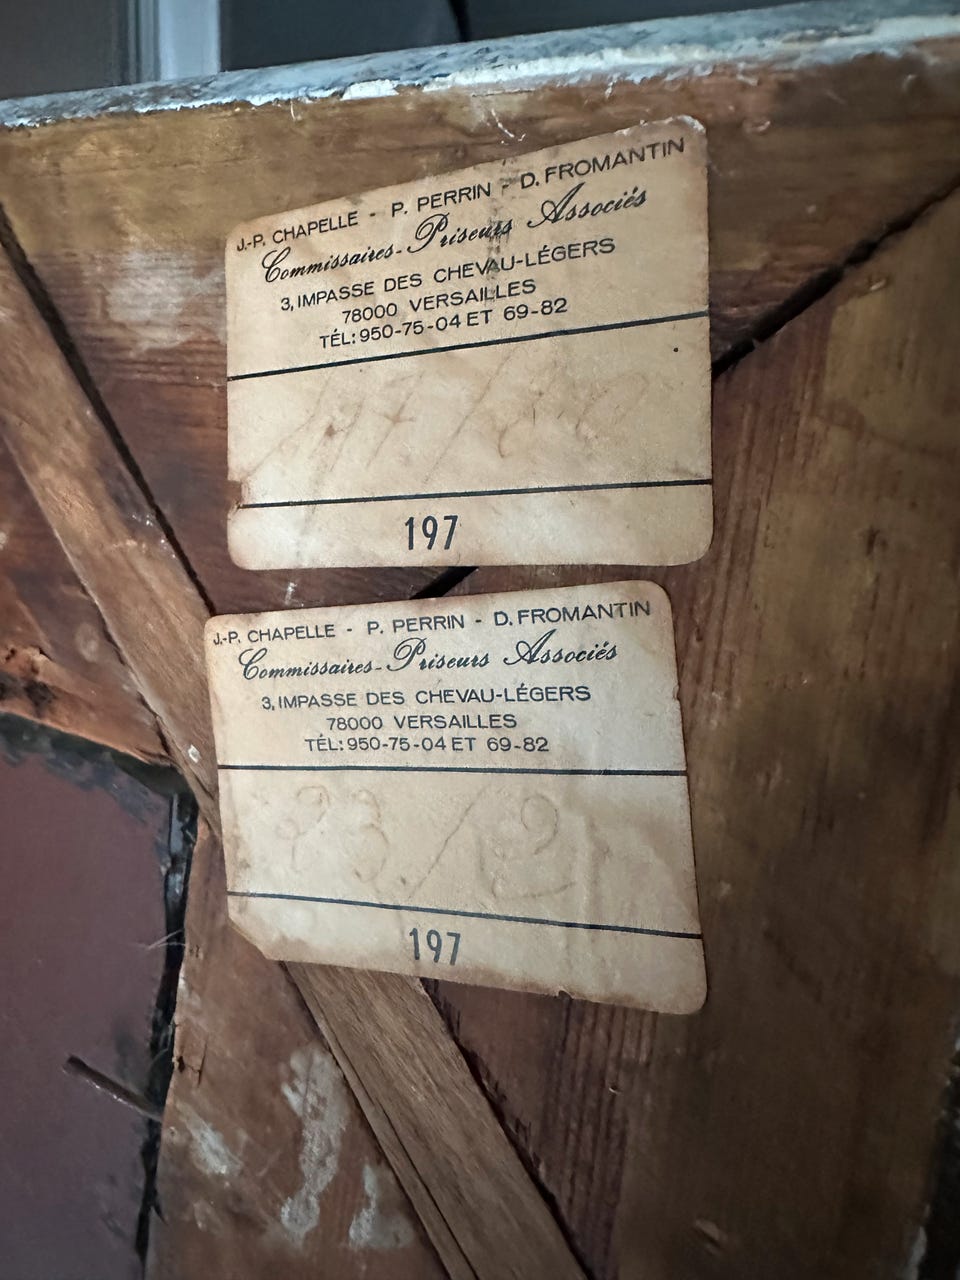 J.-P. CHAPELLE - P. PERRIN - D. FROMANTIN
Commissaires-Priseurs Associés
3, IMPASSE DES CHEVAU-LÉGERS
78000 VERSAILLES
TÉL: 950-75-04 ET 69-82
197
J.-P. CHAPELLE - P. PERRIN - D. FROMANTIN
Commissaires-Priseurs Associés
3, IMPASSE DES CHEVAU-LÉGERS
78000 VERSAILLES
TÉL: 950-75-04 ET 69-82
197